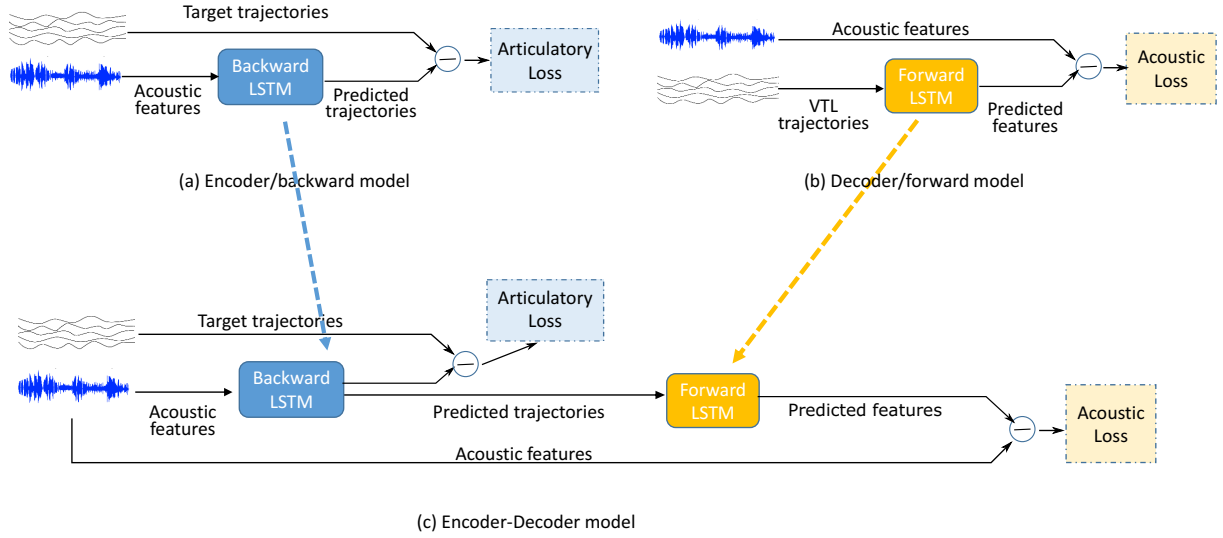 Target trajectories
Backward
LSTM
Acoustic
features
Predicted
trajectories
Articulatory
Loss
(a) Encoder/backward model
Acoustic features
VTL
trajectories
Forward
LSTM
Predicted
features
Acoustic
Loss
(b) Decoder/forward model
Target trajectories
Articulatory
Loss
Acoustic
features
Backward
LSTM
Predicted trajectories
Forward
LSTM
Predicted features
Acoustic
Loss
Acoustic features
(c) Encoder-Decoder model